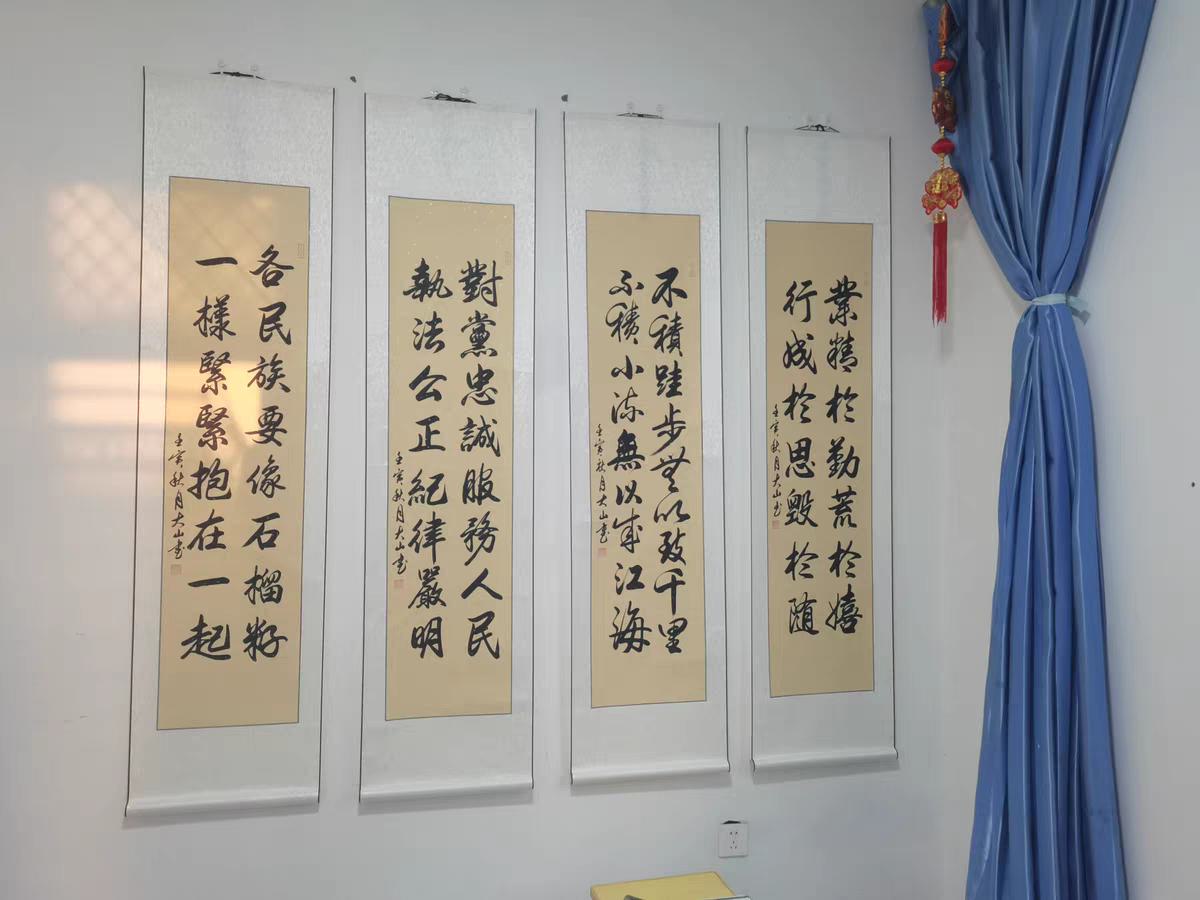 業精於勤荒於嬉
行成於思毀於随
壬寅秋月大山书
不積跬步無以致千里
不積小流無以成江海
壬寅秋月大山書
對黨忠誠服務人民
執法公正紀律嚴明
壬寅秋月大山書
各民族要像石榴籽
一樣緊緊抱在一起
壬寅秋月大山書